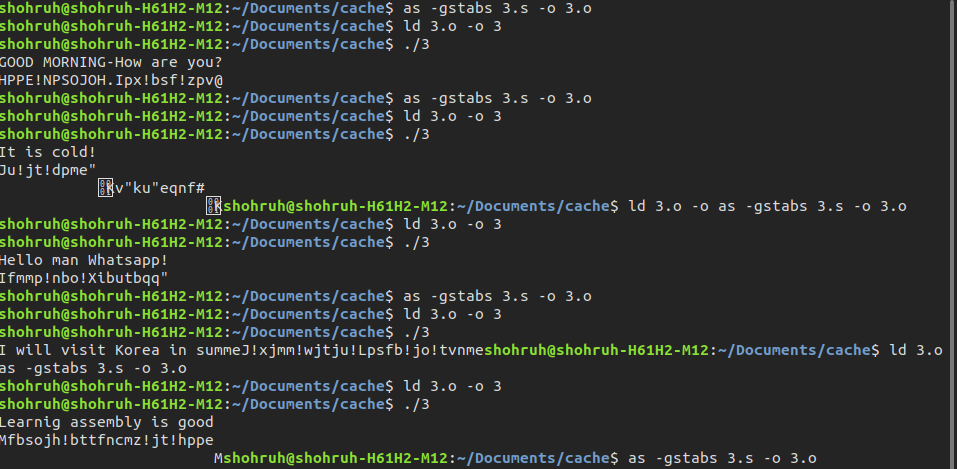 shohruh@shohruh-H61H2-M12:~/Documents/cache$ as -gstabs 3.s -o 3.o
shohruh@shohruh-H61H2-M12:~/Documents/cache$ ld 3.o -o 3
shohruh@shohruh-H61H2-M12:~/Documents/cache$ ./3
GOOD MORNING-How are you?
HPPE!NPSOJOH.Ipx!bsf!zpv@
shohruh@shohruh-H61H2-M12:~/Documents/cache$ as -gstabs 3.s -o 3.o
shohruh@shohruh-H61H2-M12:~/Documents/cache$ ld 3.o -o 3
shohruh@shohruh-H61H2-M12:~/Documents/cache$ ./3
It is cold!
Ju!jt!dpme"
Kv"ku"eqnf#
Kshohruh@shohruh-H61H2-M12:~/Documents/cache$ ld 3.o -o as -gstabs 3.s -o 3.o
shohruh@shohruh-H61H2-M12:~/Documents/cache$ ld 3.o -o 3
shohruh@shohruh-H61H2-M12:~/Documents/cache$ ./3
Hello man Whatsapp!
Ifmmp!nbo!Xibutbqq"
shohruh@shohruh-H61H2-M12:~/Documents/cache$ as -gstabs 3.s -o 3.o
shohruh@shohruh-H61H2-M12:~/Documents/cache$ ld 3.o -o 3
shohruh@shohruh-H61H2-M12:~/Documents/cache$ ./3
I will visit Korea in summeJ!xjmm!wjtju!Lpsfb!jo!tvnmeshohruh@shohruh-H61H2-M12:~/Documents/cache$ ld 3.o
as -gstabs 3.s -o 3.o
shohruh@shohruh-H61H2-M12:~/Documents/cache$ ld 3.o -o 3
shohruh@shohruh-H61H2-M12:~/Documents/cache$ ./3
Learnig assembly is good
Mfbsojh!bttfncmz!jt!hppe
Mshohruh@shohruh-H61H2-M12:~/Documents/cache$ as -gstabs 3.s -o 3.o